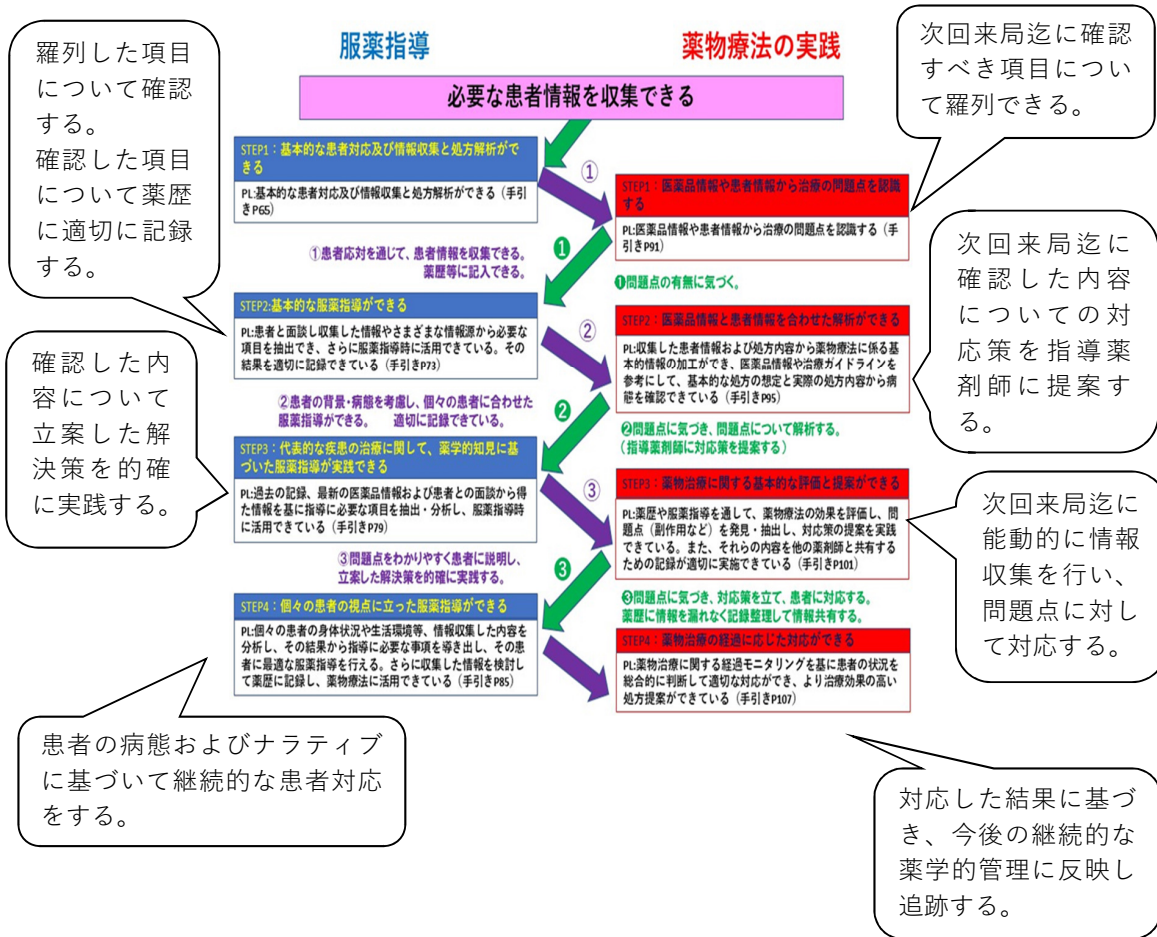 服薬指導
薬物療法の実践
必要な患者情報を収集できる
羅列した項目
について確認
する。
確認した項目
について薬歴
に適切に記録
する。
次回来局迄に確認
すべき項目につい
て羅列できる。
STEP1：基本的な患者対応及び情報収集と処方解析がで
きる
PL:基本的な患者対応及び情報収集と処方解析ができる（手引
きP65）
①
STEP1：医薬品情報や患者情報から治療の問題点を認識
する
PL:医薬品情報や患者情報から治療の問題点を認識する（手
引きP91）
①患者応対を通じて、患者情報を収集できる。
薬歴等に記入できる。
❶
❶問題点の有無に気づく。
次回来局迄に
確認した内容
についての対
応策を指導薬
剤師に提案す
る。
STEP2:基本的な服薬指導ができる
PL:患者と面談し収集した情報やさまざまな情報源から必要な
項目を抽出でき、さらに服薬指導時に活用できている。その
結果を適切に記録できている（手引きP73）
②
STEP2：医薬品情報と患者情報を合わせた解析ができる
PL:収集した患者情報および処方内容から薬物療法に係る基
本的情報の加工ができ、医薬品情報や治療ガイドラインを
参考にして、基本的な処方の想定と実際の処方内容から病
態を確認できている（手引きP95）
確認した内
容について
立案した解
決策を的確
に実践する。
②患者の背景・病態を考慮し、個々の患者に合わせた
服薬指導ができる。　適切に記録できている。
❷
❷問題点に気づき、問題点について解析する。
（指導薬剤師に対応策を提案する）
STEP3：代表的な疾患の治療に関して、薬学的知見に基
づいた服薬指導が実践できる
PL:過去の記録、最新の医薬品情報および患者との面談から得
た情報を基に指導に必要な項目を抽出・分析し、服薬指導時
に活用できている（手引きP79）
③
STEP3：薬物治療に関する基本的な評価と提案ができる
PL:薬歴や服薬指導を通して、薬物療法の効果を評価し、問
題点（副作用など）を発見・抽出し、対応策の提案を実践
できている。また、それらの内容を他の薬剤師と共有する
ための記録が適切に実施できている（手引きP101）
次回来局迄に
能動的に情報
収集を行い、
問題点に対し
て対応する。
③問題点をわかりやすく患者に説明し、
立案した解決策を的確に実践する。
❸
❸問題点に気づき、対応策を立て、患者に対応する。
薬歴に情報を漏れなく記録整理して情報共有する。
STEP4：個々の患者の視点に立った服薬指導ができる
PL:個々の患者の身体状況や生活環境等、情報収集した内容を
分析し、その結果から指導に必要な事項を導き出し、その患
者に最適な服薬指導を行える。さらに収集した情報を検討し
て薬歴に記録し、薬物療法に活用できている（手引きP85）
STEP4：薬物治療の経過に応じた対応ができる
PL:薬物治療に関する経過モニタリングを基に患者の状況を
総合的に判断して適切な対応ができ、より治療効果の高い
処方提案ができている（手引きP107）
患者の病態およびナラティブ
に基づいて継続的な患者対応
をする。
対応した結果に基づ
き、今後の継続的な
薬学的管理に反映し
追跡する。